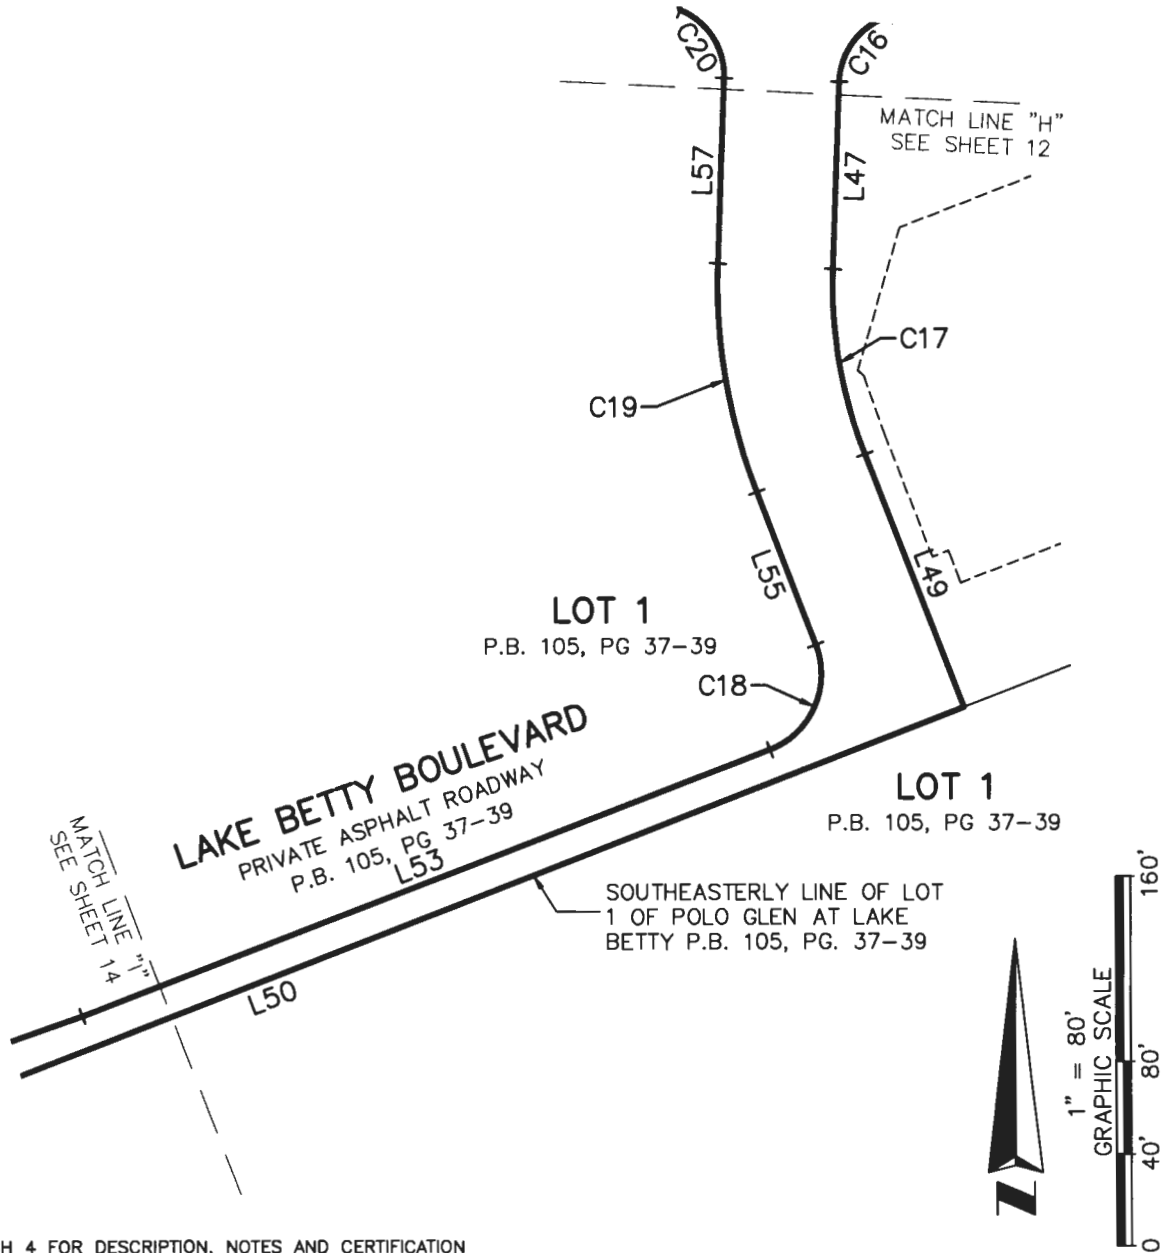 C20
C16
MATCH LINE "H"
SEE SHEET 12
L57
L47
C17
C19
L55
L49
LOT 1
P.B. 105, PG 37-39
C18
LAKE BETTY BOULEVARD
PRIVATE ASPHALT ROADWAY
P.B. 105, PG 37-39
L53
LOT 1
P.B. 105, PG 37-39
MATCH LINE "I"
SEE SHEET 14
SOUTHEASTERLY LINE OF LOT
1 OF POLO GLEN AT LAKE
BETTY P.B. 105, PG. 37-39
L50
N
1" = 80'
GRAPHIC SCALE
0 40' 80' 160'
H 4 FOR DESCRIPTION, NOTES AND CERTIFICATION